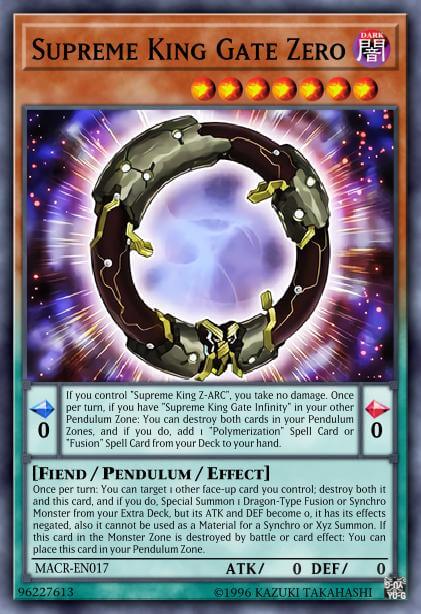 SUPREME KING GATE ZERO
DARK
闇
If you control "Supreme King Z-ARC", you take no damage. Once
per turn, if you have "Supreme King Gate Infinity" in your other
Pendulum Zone: You can destroy both cards in your Pendulum
Zones, and if you do, add 1 "Polymerization" Spell Card or
"Fusion" Spell Card from your Deck to your hand.
0
0
[FIEND / PENDULUM / EFFECT]
Once per turn: You can target 1 other face-up card you control; destroy both it
and this card, and if you do, Special Summon 1 Dragon-Type Fusion or Synchro
Monster from your Extra Deck, but its ATK and DEF become 0, it has its effects
negated, also it cannot be used as a Material for a Synchro or Xyz Summon. If
this card in the Monster Zone is destroyed by battle or card effect: You can
place this card in your Pendulum Zone.
MACR-EN017
ATK/ 0 DEF/ 0
96227613
©1996 KAZUKI TAKAHASHI